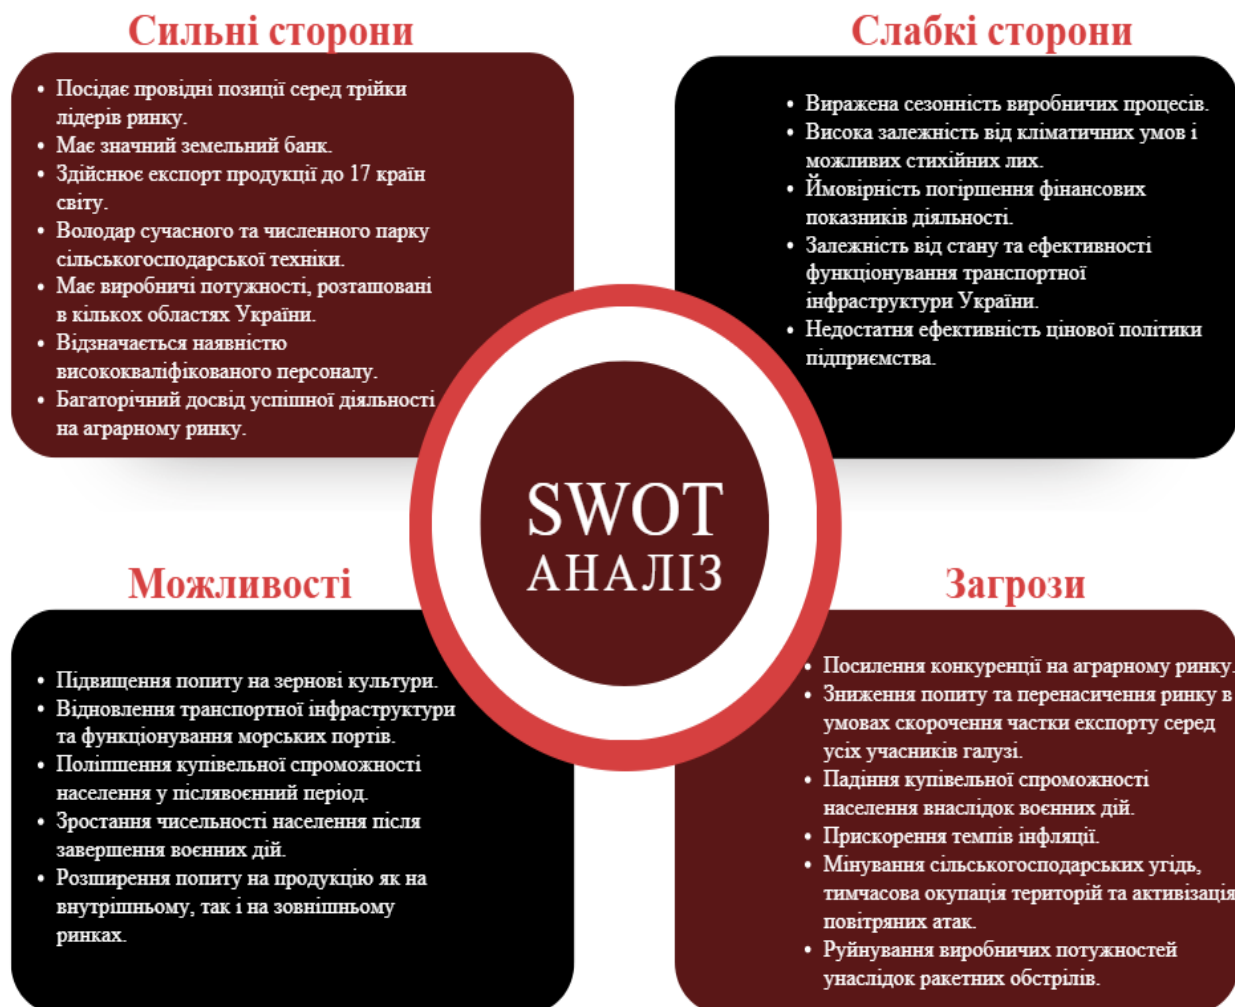 Сильні сторони
• Посідає провідні позиції серед трійки
лідерів ринку.
• Має значний земельний банк.
• Здійснює експорт продукції до 17 країн
світу.
• Володар сучасного та численного парку
сільськогосподарської техніки.
• Має виробничі потужності, розташовані
в кількох областях України.
• Відзначається наявністю
висококваліфікованого персоналу.
• Багаторічний досвід успішної діяльності
на аграрному ринку.
Слабкі сторони
• Виражена сезонність виробничих процесів.
• Висока залежність від кліматичних умов і
можливих стихійних лих.
• Ймовірність погіршення фінансових
показників діяльності.
• Залежність від стану та ефективності
функціонування транспортної
інфраструктури України.
• Недостатня ефективність цінової політики
підприємства.
SWOT
АНАЛІЗ
Можливості
• Підвищення попиту на зернові культури.
• Відновлення транспортної інфраструктури
та функціонування морських портів.
• Поліпшення купівельної спроможності
населення у післявоєнний період.
• Зростання чисельності населення після
завершення воєнних дій.
• Розширення попиту на продукцію як на
внутрішньому, так і на зовнішньому
ринках.
Загрози
• Посилення конкуренції на аграрному ринку.
• Зниження попиту та перенасичення ринку в
умовах скорочення частки експорту серед
усіх учасників галузі.
• Падіння купівельної спроможності
населення внаслідок воєнних дій.
• Прискорення темпів інфляції.
• Мінування сільськогосподарських угідь,
тимчасова окупація територій та активізація
повітряних атак.
• Руйнування виробничих потужностей
унаслідок ракетних обстрілів.